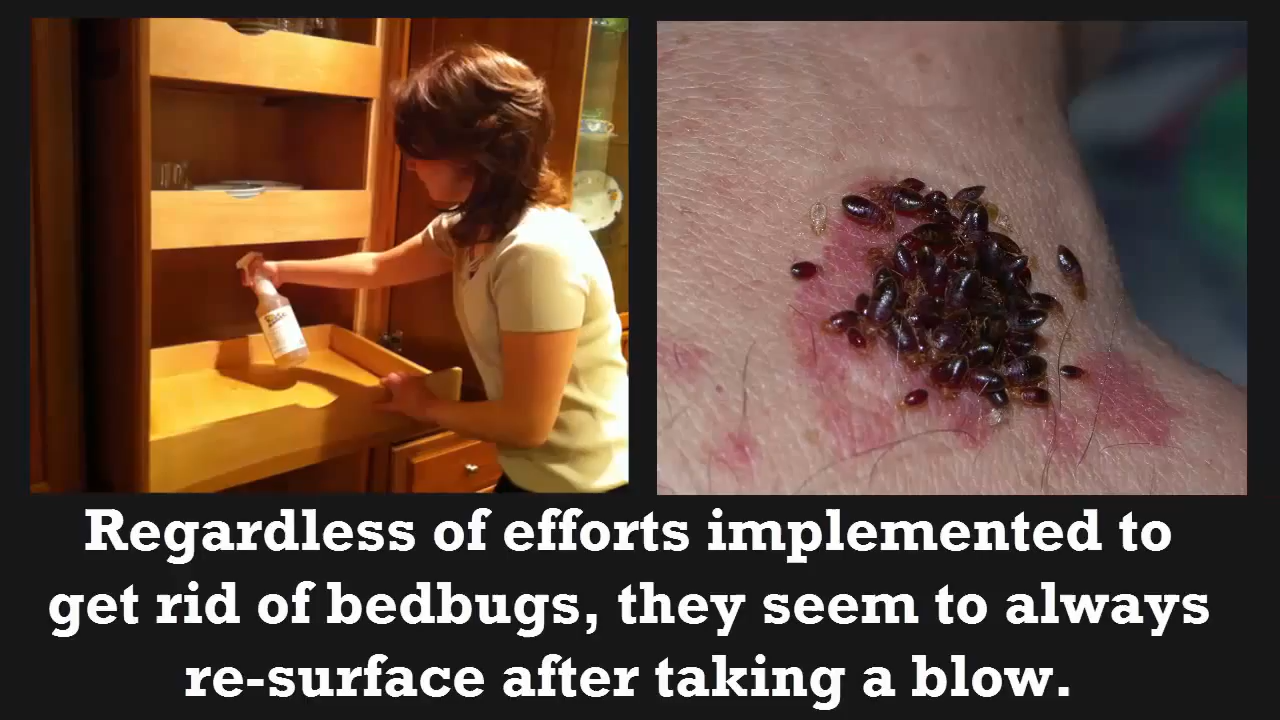 Regardless of efforts implemented to
get rid of bedbugs, they seem to always
re-surface after taking a blow.